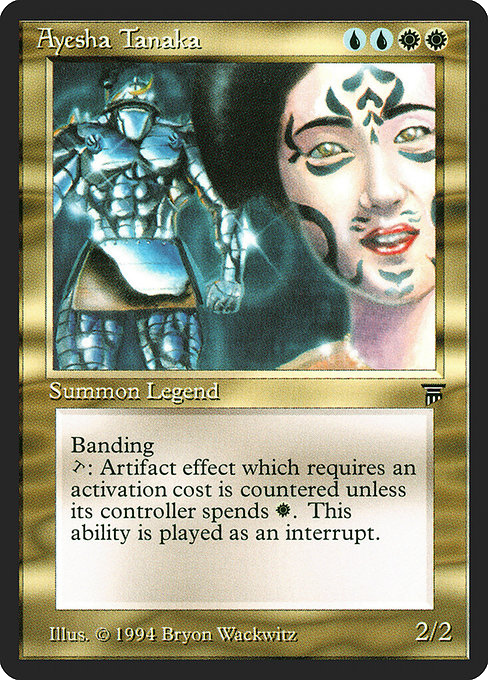 Ayesha Tanaka
Summon Legend
Banding
: Artifact effect which requires an
activation cost is countered unless
its controller spends . This
ability is played as an interrupt.
Illus. © 1994 Bryon Wackwitz 2/2